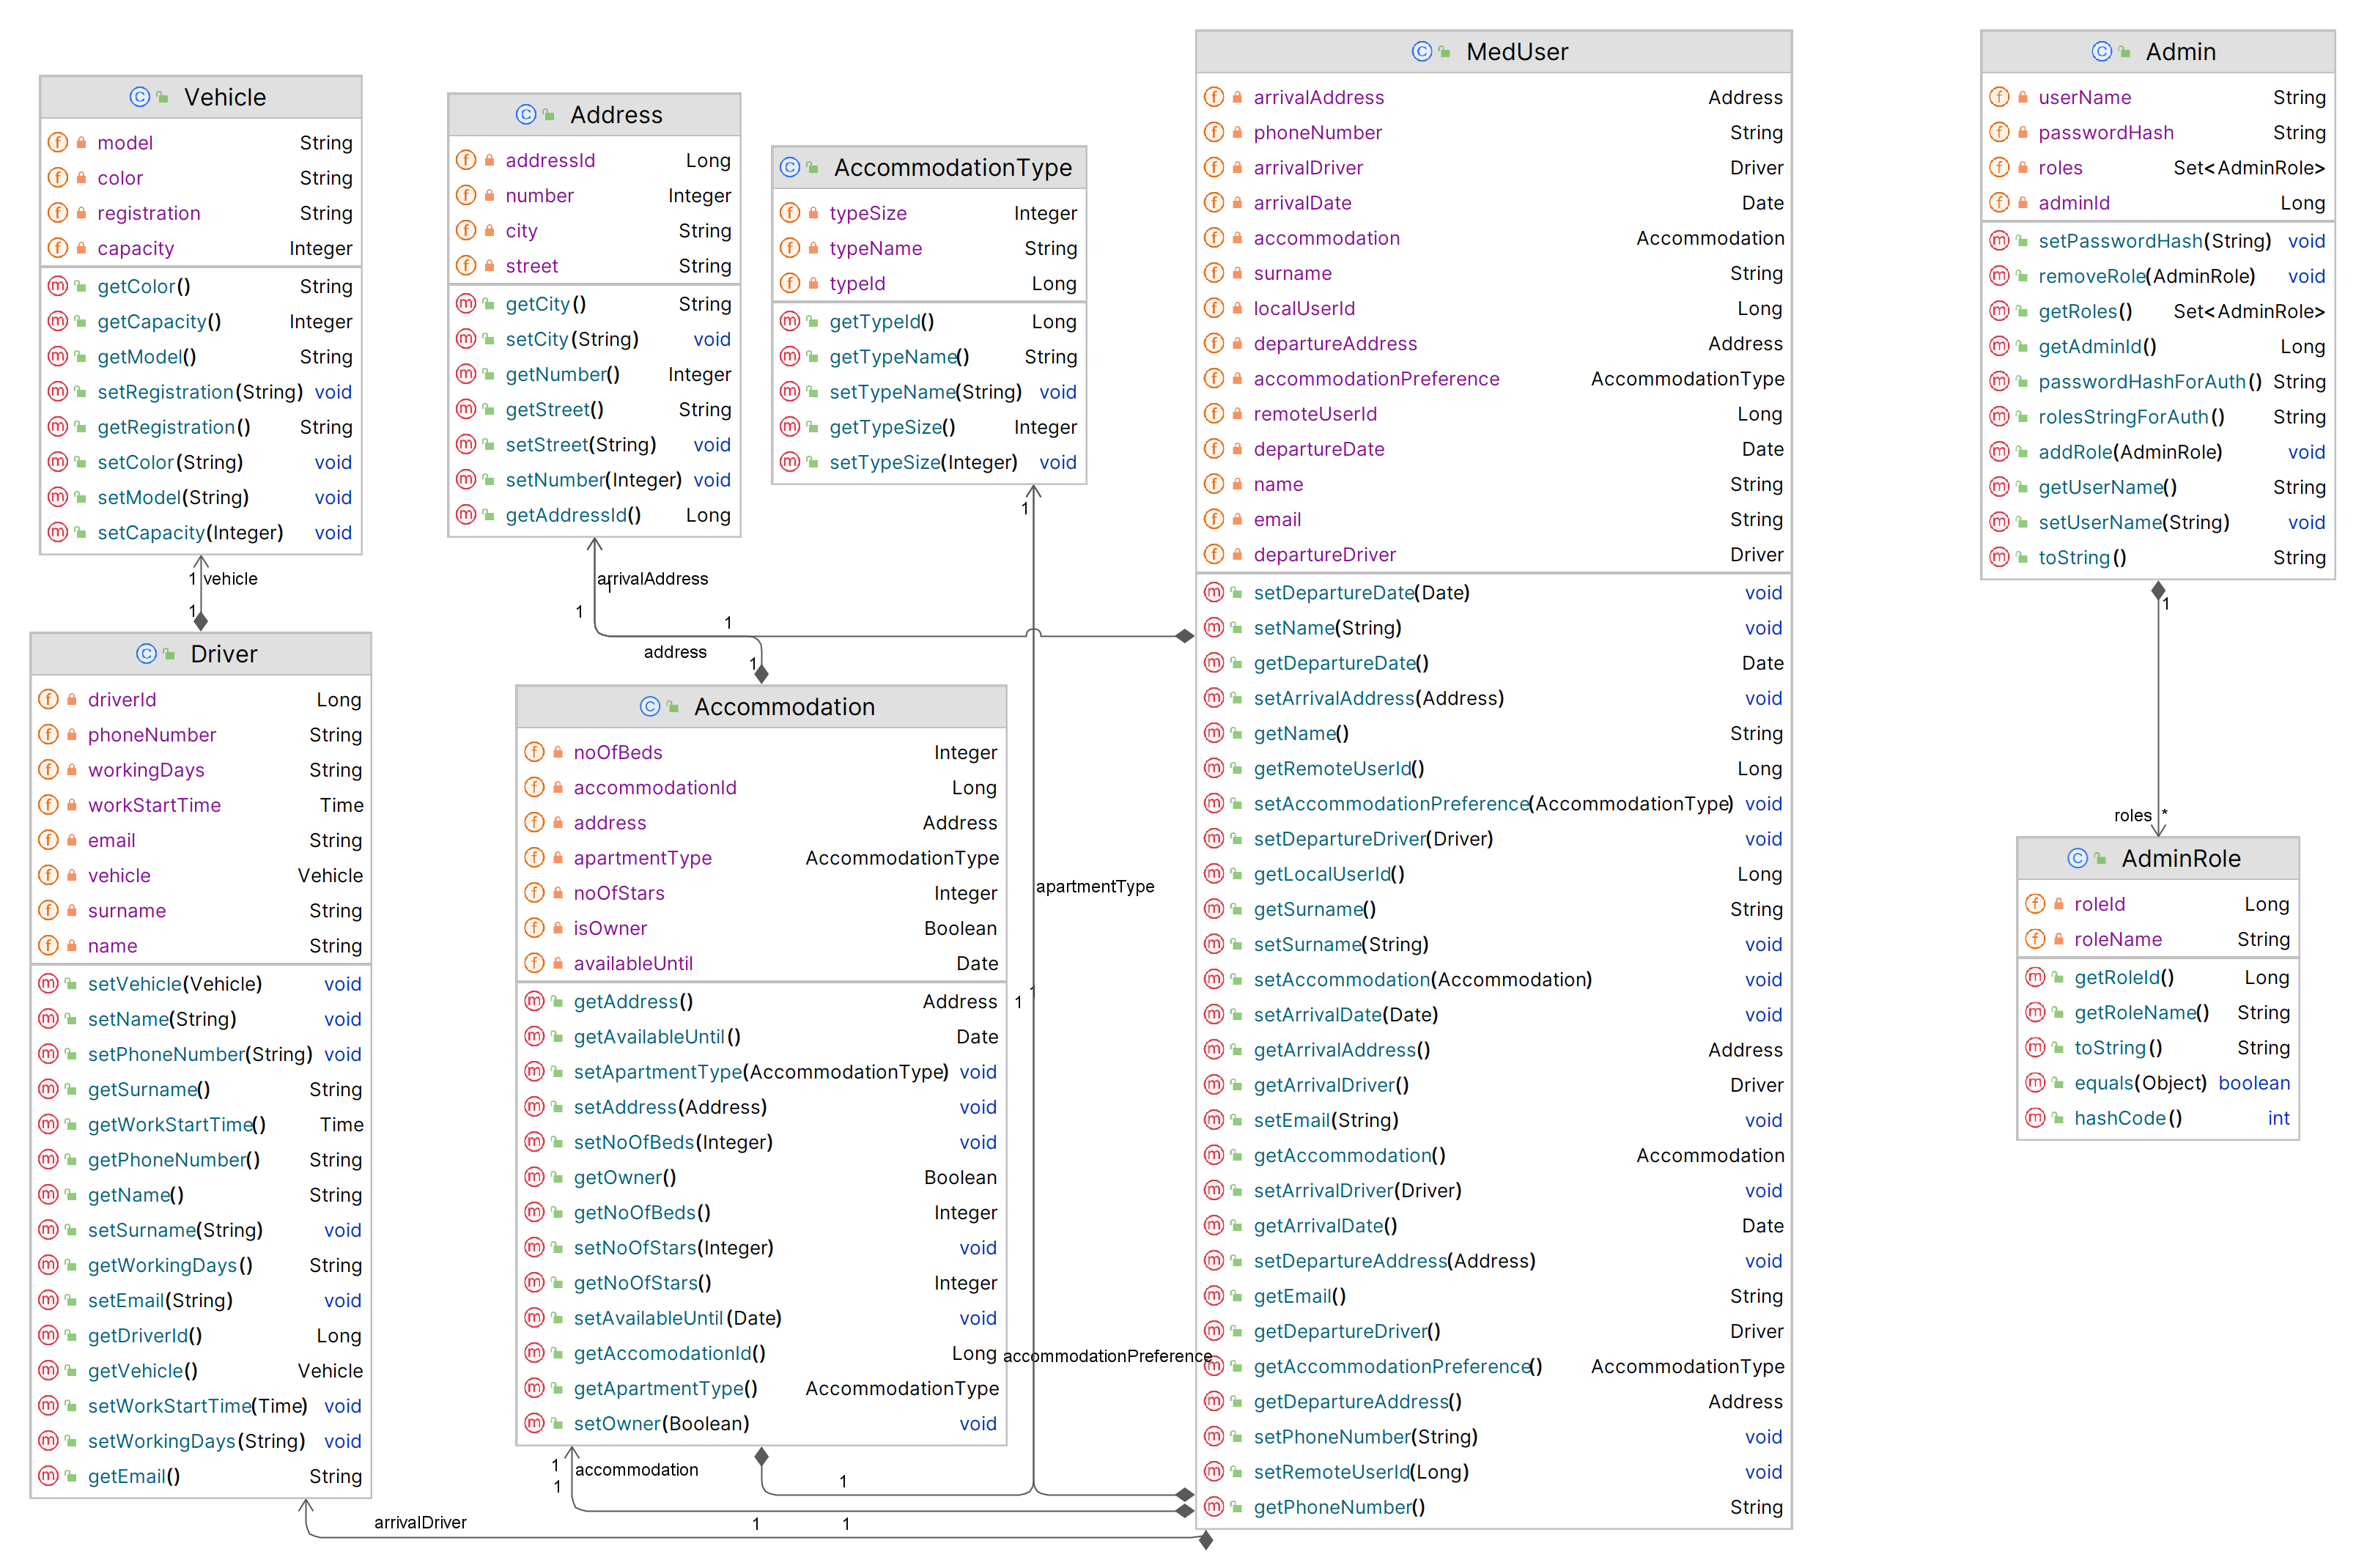 Vehicle
model String
color String
registration String
capacity Integer
getColor() String
getCapacity() Integer
getModel() String
setRegistration(String) void
getRegistration() String
setColor(String) void
setModel(String) void
setCapacity(Integer) void
1 vehicle
1
Driver
driverId Long
phoneNumber String
workingDays String
workStartTime Time
email String
vehicle Vehicle
surname String
name String
setVehicle(Vehicle) void
setName(String) void
setPhoneNumber(String) void
getSurname() String
getWorkStartTime() Time
getPhoneNumber() String
getName() String
setSurname(String) void
getWorkingDays() String
setEmail(String) void
getDriverId() Long
getVehicle() Vehicle
setWorkStartTime(Time) void
setWorkingDays(String) void
getEmail() String
Address
addressId Long
number Integer
city String
street String
getCity() String
setCity(String) void
getNumber() Integer
getStreet() String
setStreet(String) void
setNumber(Integer) void
getAddressId() Long
arrivalAddress
1
1
1
address
1
AccommodationType
typeSize Integer
typeName String
typeId Long
getTypeId() Long
getTypeName() String
setTypeName(String) void
getTypeSize() Integer
setTypeSize(Integer) void
1
apartmentType
1
1
Accommodation
noOfBeds Integer
accommodationId Long
address Address
apartmentType AccommodationType
noOfStars Integer
isOwner Boolean
availableUntil Date
getAddress() Address
getAvailableUntil() Date
setApartmentType(AccommodationType) void
setAddress(Address) void
setNoOfBeds(Integer) void
getOwner() Boolean
getNoOfBeds() Integer
setNoOfStars(Integer) void
getNoOfStars() Integer
setAvailableUntil(Date) void
getAccomodationId() Long
getApartmentType() AccommodationType
setOwner(Boolean) void
accommodationPreference
1 accommodation
1
1
arrivalDriver
1
1
MedUser
arrivalAddress Address
phoneNumber String
arrivalDriver Driver
arrivalDate Date
accommodation Accommodation
surname String
localUserId Long
departureAddress Address
accommodationPreference AccommodationType
remoteUserId Long
departureDate Date
name String
email String
departureDriver Driver
setDepartureDate(Date) void
setName(String) void
getDepartureDate() Date
setArrivalAddress(Address) void
getName() String
getRemoteUserId() Long
setAccommodationPreference(AccommodationType) void
setDepartureDriver(Driver) void
getLocalUserId() Long
getSurname() String
setSurname(String) void
setAccommodation(Accommodation) void
setArrivalDate(Date) void
getArrivalAddress() Address
getArrivalDriver() Driver
setEmail(String) void
getAccommodation() Accommodation
setArrivalDriver(Driver) void
getArrivalDate() Date
setDepartureAddress(Address) void
getEmail() String
getDepartureDriver() Driver
getAccommodationPreference() AccommodationType
getDepartureAddress() Address
setPhoneNumber(String) void
setRemoteUserId(Long) void
getPhoneNumber() String
Admin
userName String
passwordHash String
roles Set<AdminRole>
adminId Long
setPasswordHash(String) void
removeRole(AdminRole) void
getRoles() Set<AdminRole>
getAdminId() Long
passwordHashForAuth() String
rolesStringForAuth() String
addRole(AdminRole) void
getUserName() String
setUserName(String) void
toString() String
1
roles *
AdminRole
roleId Long
roleName String
getRoleId() Long
getRoleName() String
toString() String
equals(Object) boolean
hashCode() int